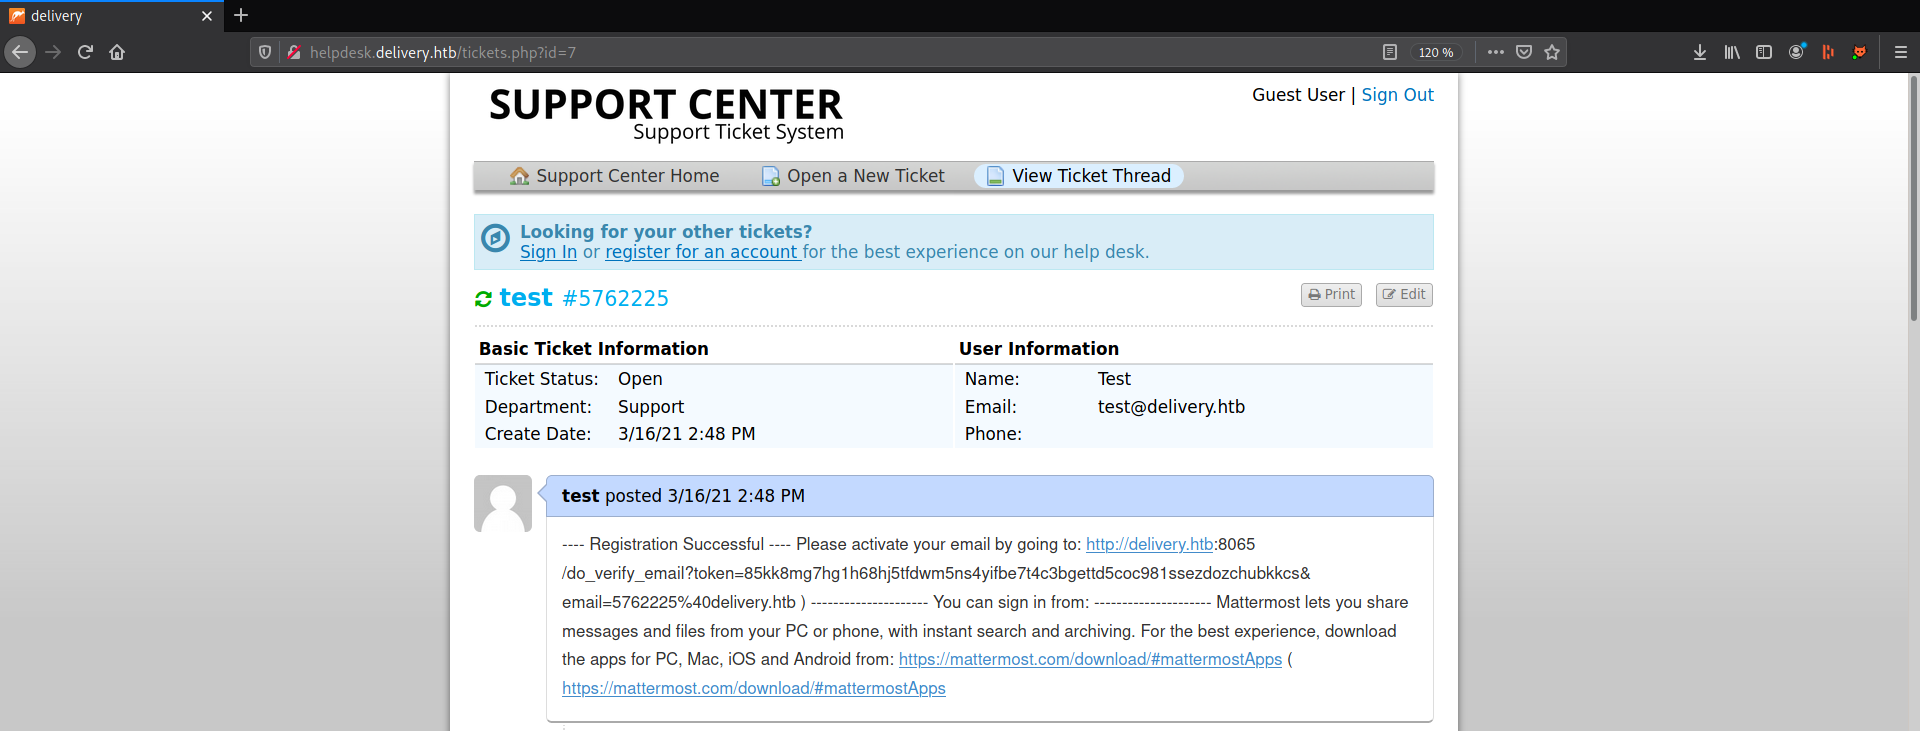 delivery
helpdesk.delivery.htb/tickets.php?id=7
120 %
SUPPORT CENTER
Support Ticket System
Guest User | Sign Out
Support Center Home
Open a New Ticket
View Ticket Thread
Looking for your other tickets?
Sign In or register for an account for the best experience on our help desk.
test #5762225
Print
Edit
Basic Ticket Information
User Information
Ticket Status: Open
Name: Test
Department: Support
Email: test@delivery.htb
Create Date: 3/16/21 2:48 PM
Phone:
test posted 3/16/21 2:48 PM
---- Registration Successful ---- Please activate your email by going to: http://delivery.htb:8065
/do_verify_email?token=85kk8mg7hg1h68hj5tfdwm5ns4yifbe7t4c3bgettd5coc981ssezdozchubkkcs&
email=5762225%40delivery.htb ) --------------------- You can sign in from: --------------------- Mattermost lets you share
messages and files from your PC or phone, with instant search and archiving. For the best experience, download
the apps for PC, Mac, iOS and Android from: https://mattermost.com/download/#mattermostApps (
https://mattermost.com/download/#mattermostApps